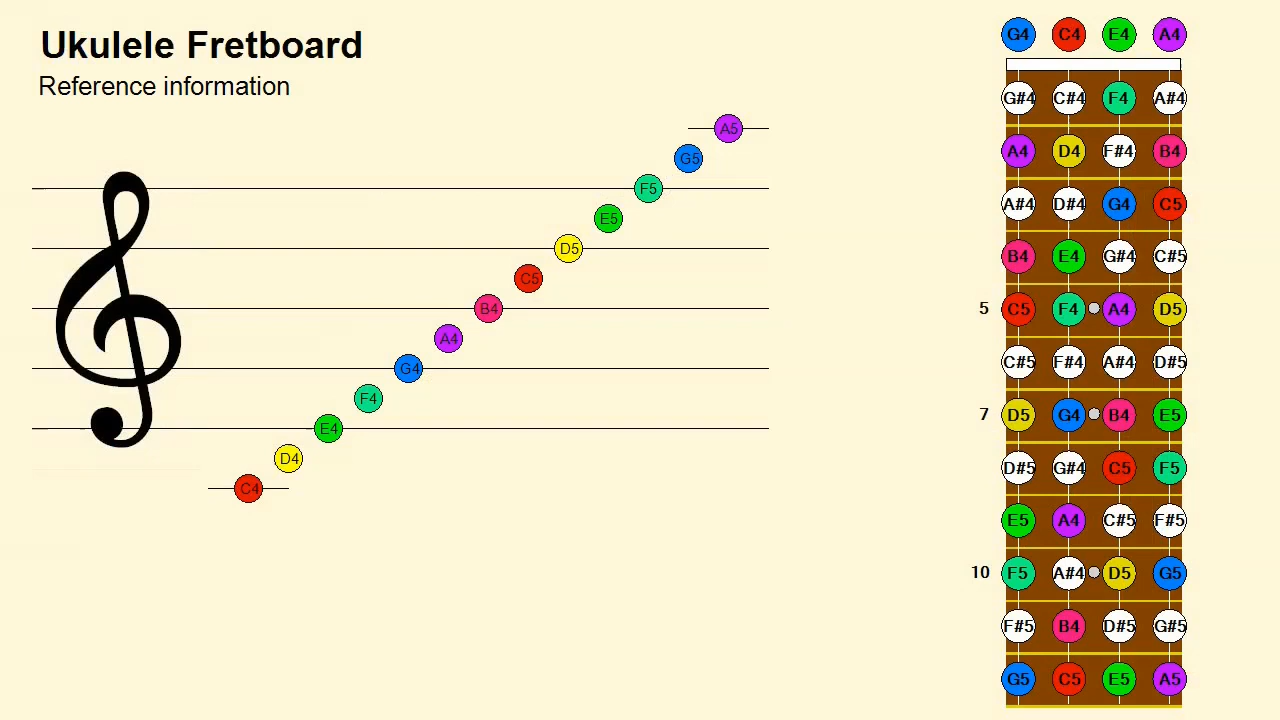 Ukulele Fretboard
Reference information
A5
G5
F5
E5
D5
C5
B4
A4
G4
F4
E4
D4
C4
G4 C4 E4 A4
G#4 C#4 F4 A#4
A4 D4 F#4 B4
A#4 D#4 G4 C5
B4 E4 G#4 C#5
5 C5 F4 A4 D5
C#5 F#4 A#4 D#5
7 D5 G4 B4 E5
D#5 G#4 C5 F5
E5 A4 C#5 F#5
10 F5 A#4 D5 G5
F#5 B4 D#5 G#5
G5 C5 E5 A5